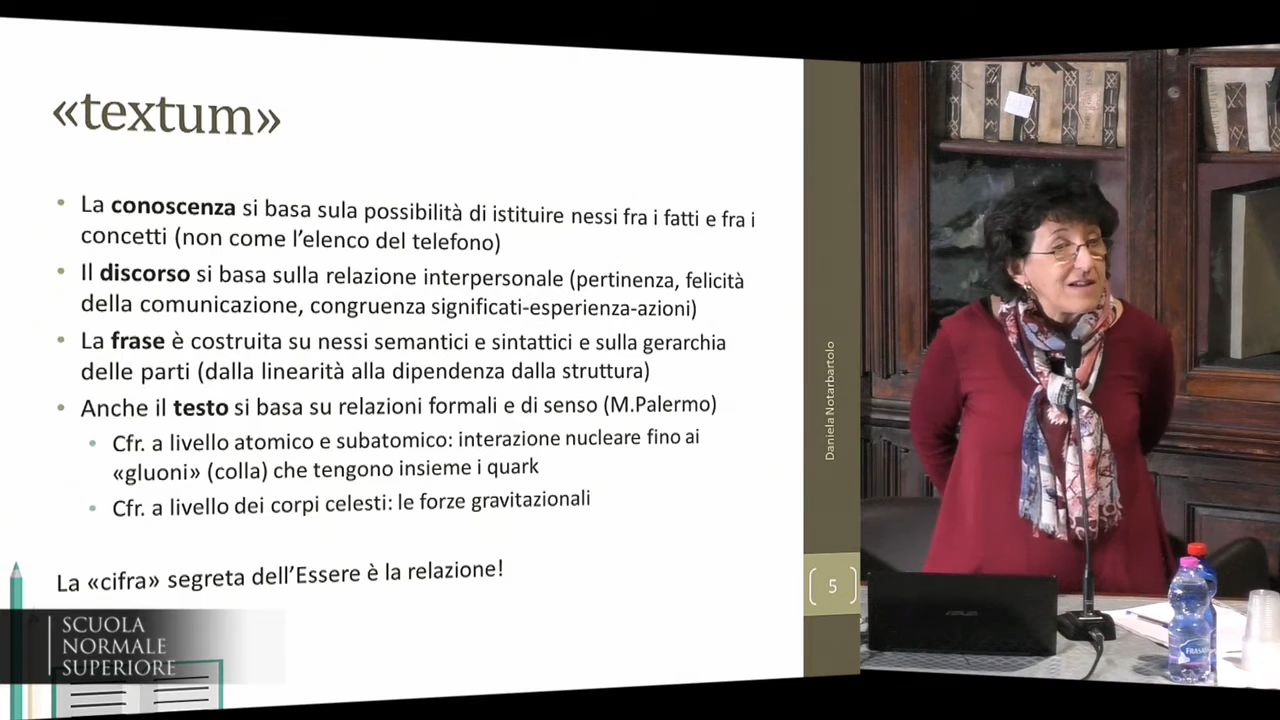 «textum»
La conoscenza si basa sula possibilità di istituire nessi fra i fatti e fra i
concetti (non come l’elenco del telefono)
Il discorso si basa sulla relazione interpersonale (pertinenza, felicità
della comunicazione, congruenza significati-esperienza-azioni)
La frase è costruita su nessi semantici e sintattici e sulla gerarchia
delle parti (dalla linearità alla dipendenza dalla struttura)
Anche il testo si basa su relazioni formali e di senso (M.Palermo)
Cfr. a livello atomico e subatomico: interazione nucleare fino ai
«gluoni» (colla) che tengono insieme i quark
Cfr. a livello dei corpi celesti: le forze gravitazionali
La «cifra» segreta dell’Essere è la relazione!
Daniela Notarbartolo
5
SCUOLA
NORMALE
SUPERIORE
ASUS